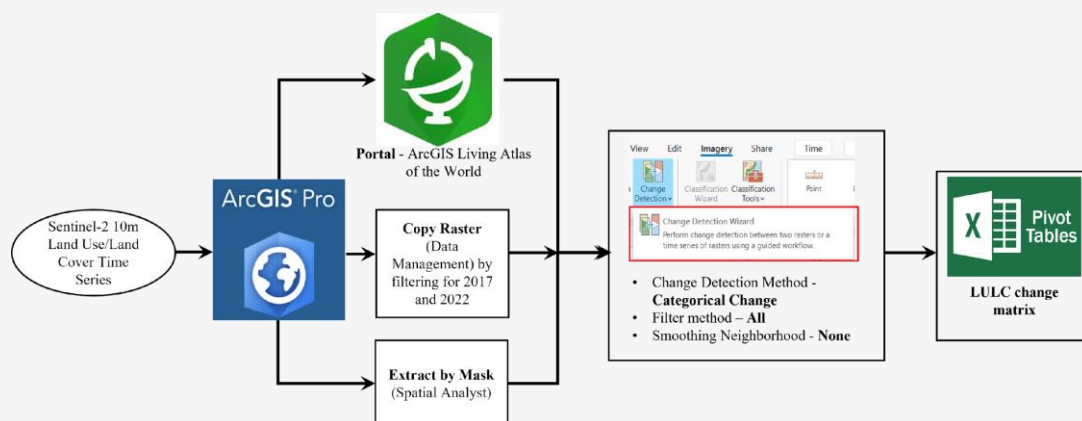 Sentinel-2 10m
Land Use/Land
Cover Time
Series
ArcGIS® Pro
Portal - ArcGIS Living Atlas
of the World
Copy Raster
(Data
Management) by
filtering for 2017
and 2022
Extract by Mask
(Spatial Analyst)
View Edit Imagery Share Time
Change
Detection
Classification
Wizard
Classification
Tools
Point
Change Detection Wizard
Perform change detection between two rasters or a
time series of rasters using a guided workflow.
• Change Detection Method -
Categorical Change
• Filter method – All
• Smoothing Neighborhood - None
X
Pivot
Tables
LULC change
matrix